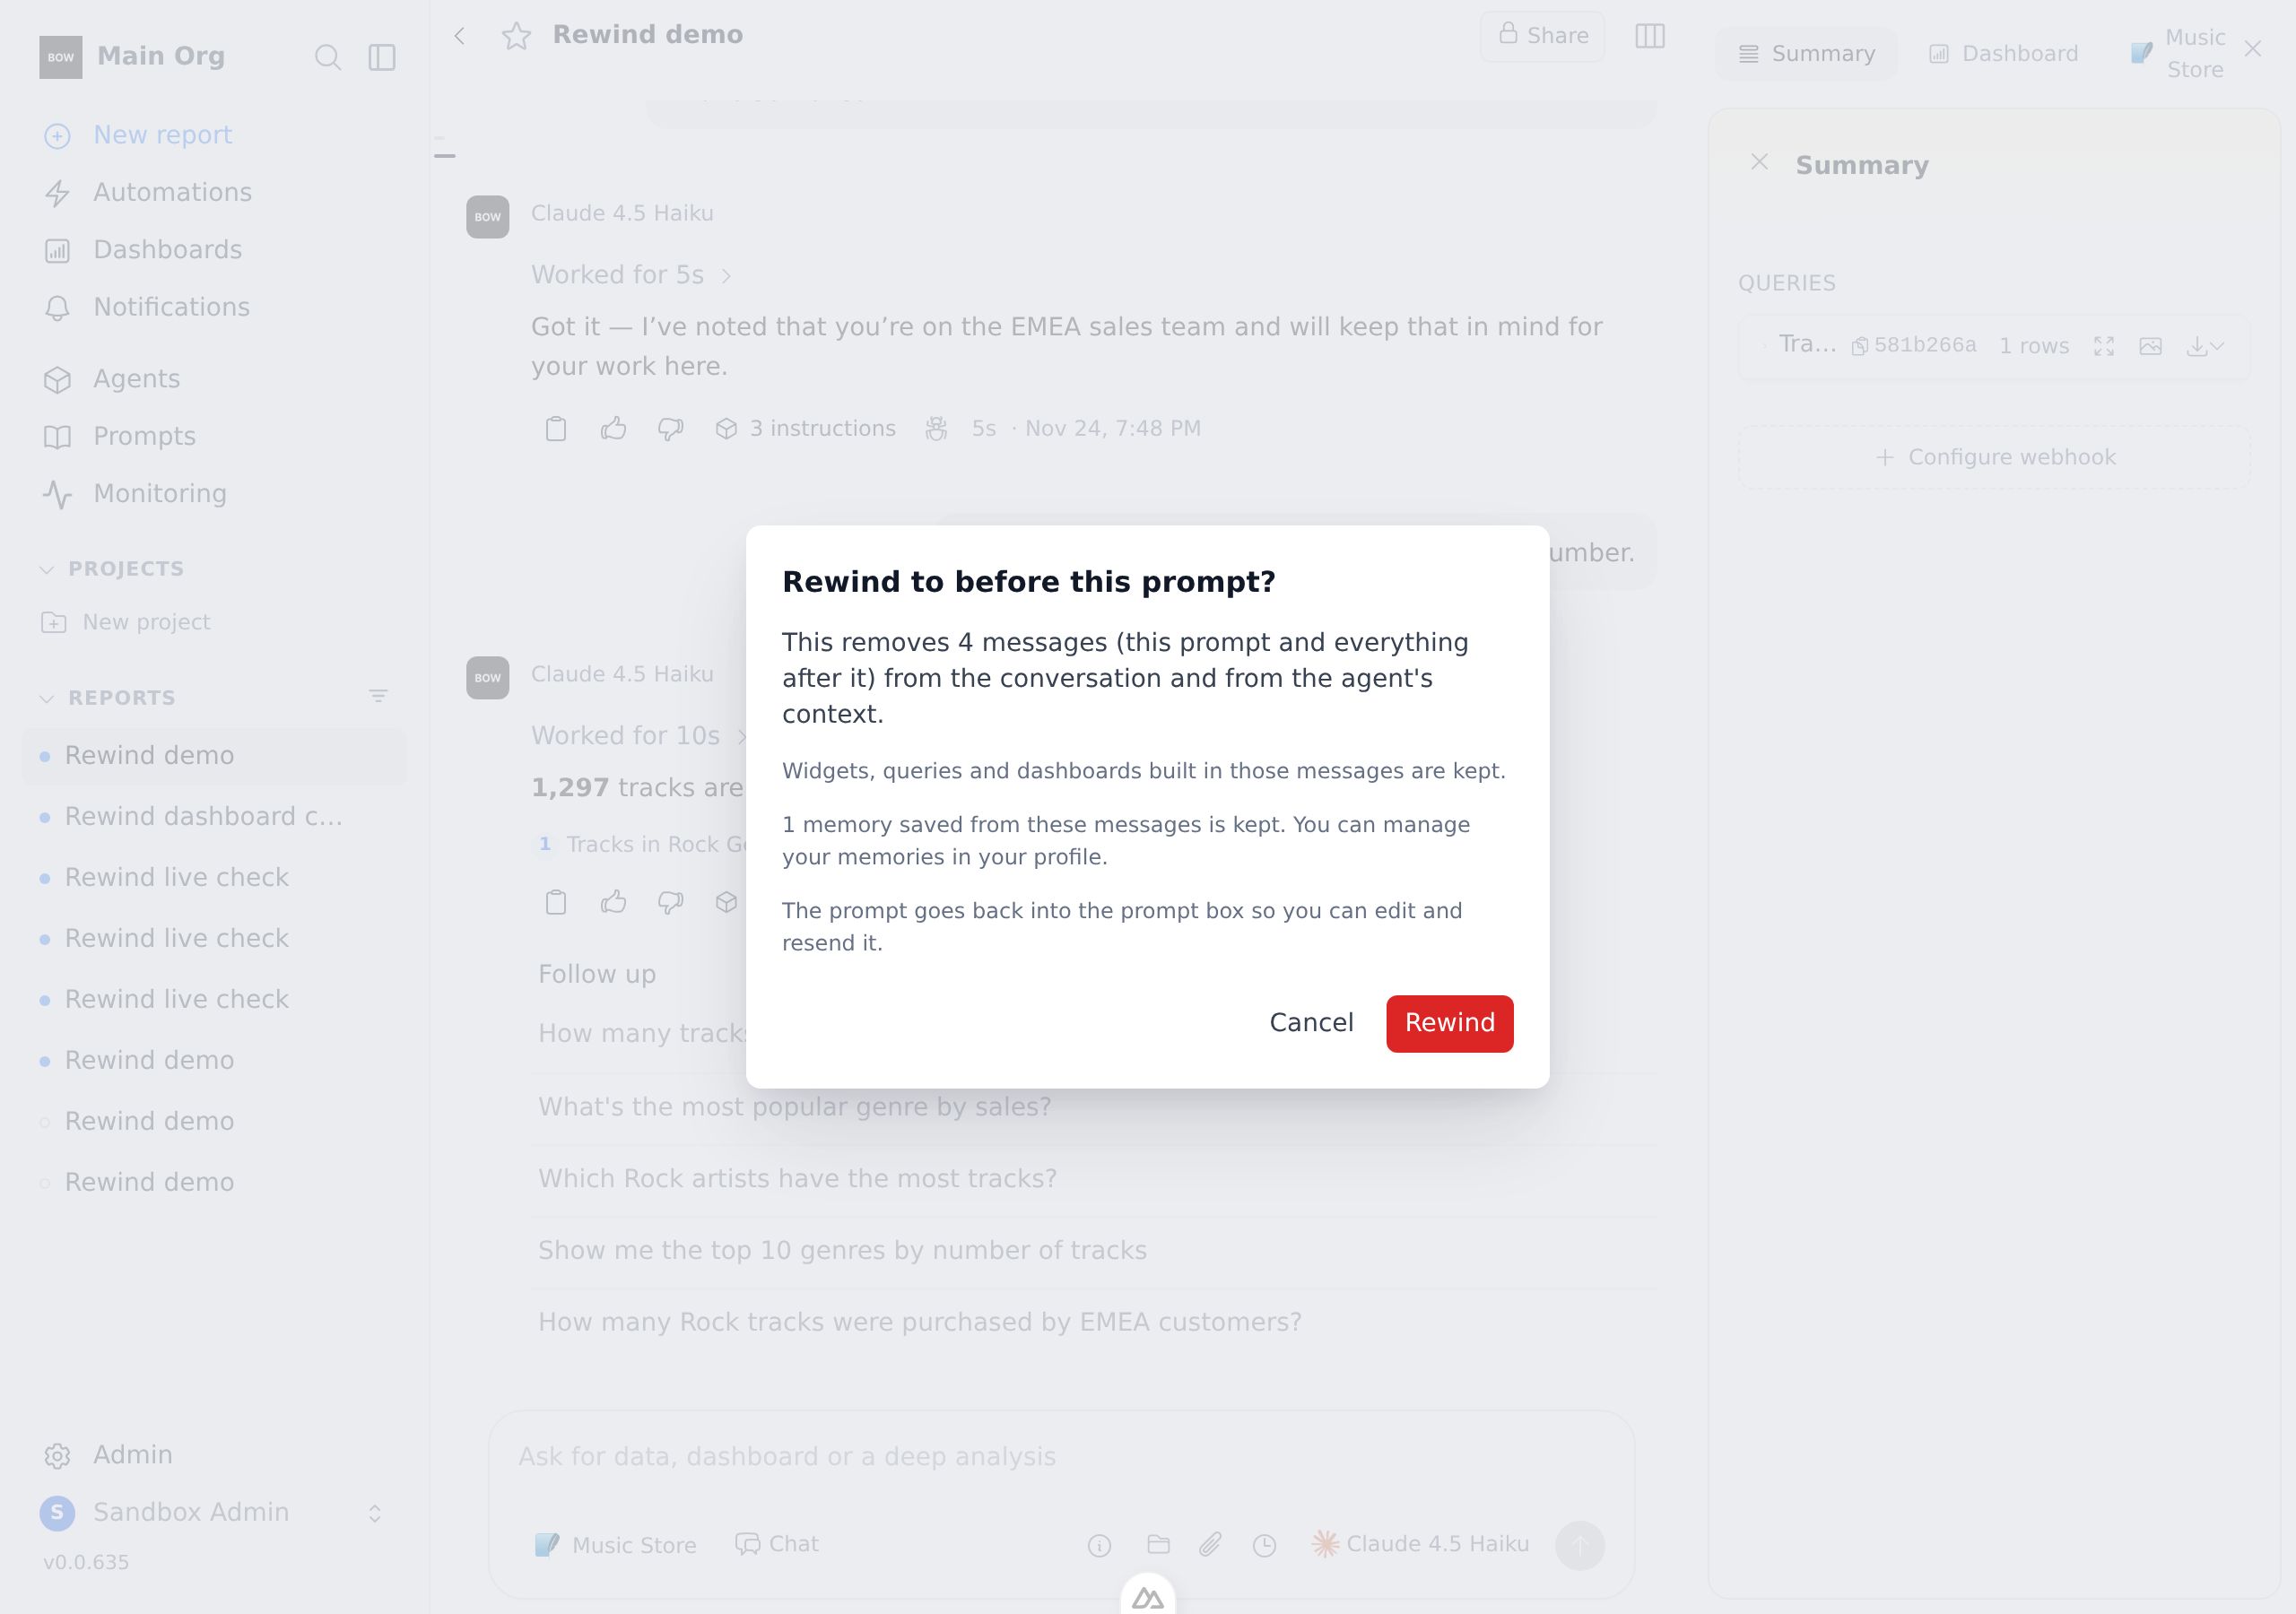 BOW Main Org
New report
Automations
Dashboards
Notifications
Agents
Prompts
Monitoring
PROJECTS
New project
REPORTS
Rewind demo
Rewind dashboard c...
Rewind live check
Rewind live check
Rewind live check
Rewind demo
Rewind demo
Rewind demo
Admin
S Sandbox Admin
v0.0.635
Rewind demo
Share
BOW Claude 4.5 Haiku
Worked for 5s
Got it — I’ve noted that you’re on the EMEA sales team and will keep that in mind for
your work here.
3 instructions 5s · Nov 24, 7:48 PM
umber.
BOW Claude 4.5 Haiku
Worked for 10s
1,297 tracks are
1 Tracks in Rock
Follow up
How many tracks
What's the most popular genre by sales?
Which Rock artists have the most tracks?
Show me the top 10 genres by number of tracks
How many Rock tracks were purchased by EMEA customers?
Ask for data, dashboard or a deep analysis
Music Store Chat Claude 4.5 Haiku
Rewind to before this prompt?
This removes 4 messages (this prompt and everything
after it) from the conversation and from the agent's
context.
Widgets, queries and dashboards built in those messages are kept.
1 memory saved from these messages is kept. You can manage
your memories in your profile.
The prompt goes back into the prompt box so you can edit and
resend it.
Cancel Rewind
Summary Dashboard Music
Store
Summary
QUERIES
Tra... 581b266a 1 rows
Configure webhook